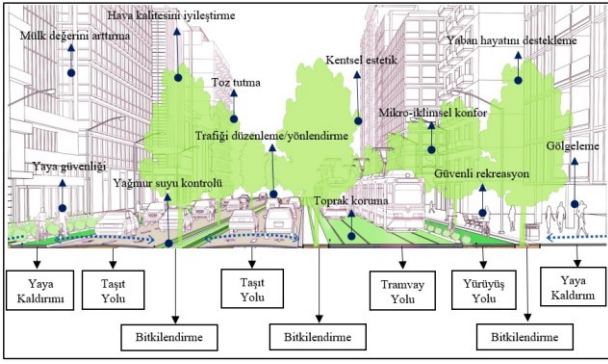 Hava kalitesini iyileştirme
Mülk değerini arttırma
Kentsel estetik
Yaban hayatını destekleme
Toz tutma
Mikro-iklimsel konfor
Trafiği düzenleme/yönlendirme
Gölgeleme
Yaya güvenliği
Yağmur suyu kontrolü
Toprak koruma
Güvenli rekreasyon
Yaya
Kaldırımı
Taşıt
Yolu
Taşıt
Yolu
Tramvay
Yolu
Yürüyüş
Yolu
Yaya
Kaldırım
Bitkilendirme
Bitkilendirme
Bitkilendirme